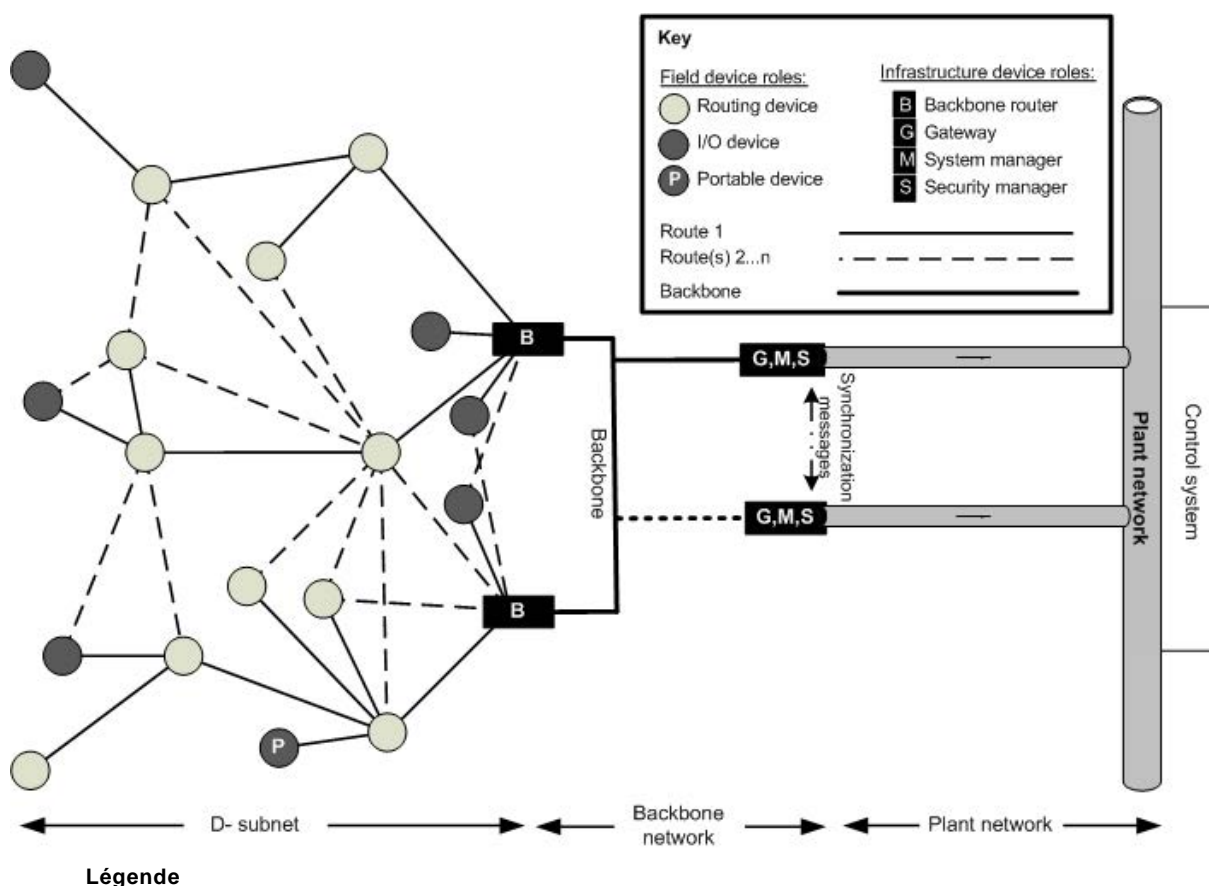 Key
Field device roles:
Routing device
I/O device
P Portable device
Infrastructure device roles:
B Backbone router
G Gateway
M System manager
S Security manager
Route 1
Route(s) 2...n
Backbone
B
G,M,S
Synchronization
messages
Backbone
G,M,S
B
P
Plant network
Control system
D- subnet
Backbone
network
Plant network
Légende